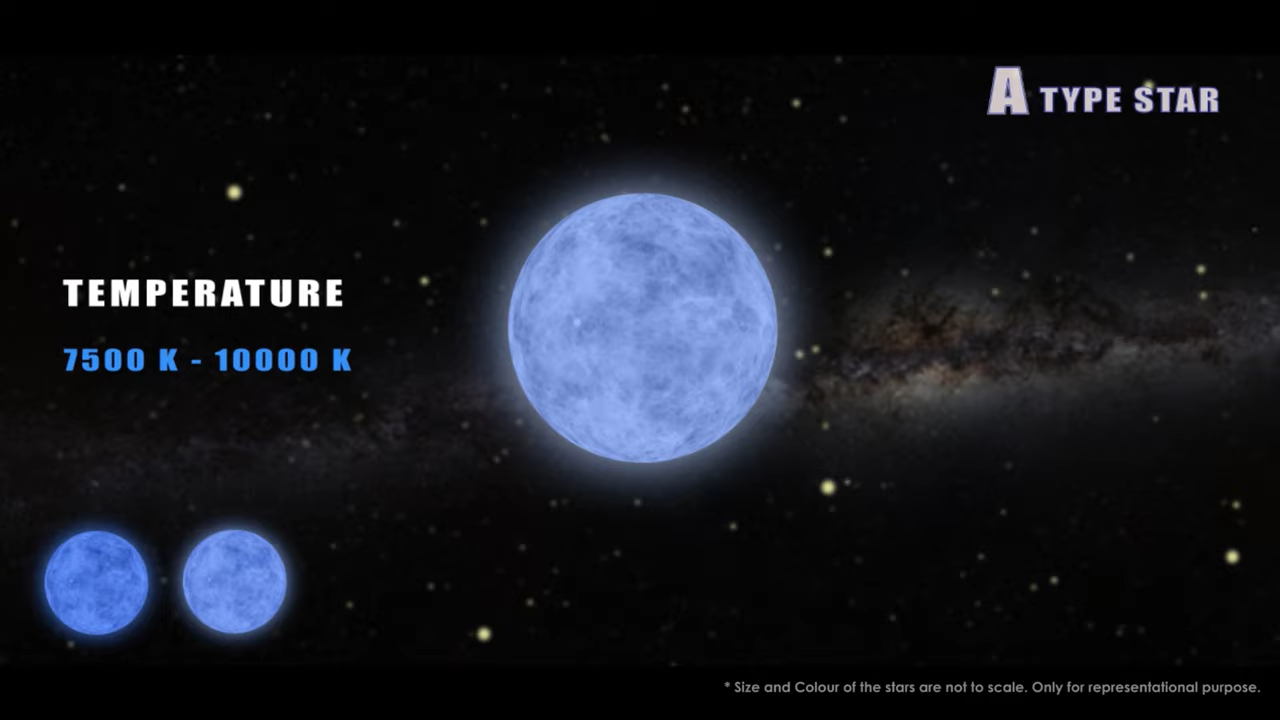 A TYPE STAR
TEMPERATURE
7500 K - 10000 K
* Size and Colour of the stars are not to scale. Only for representational purpose.